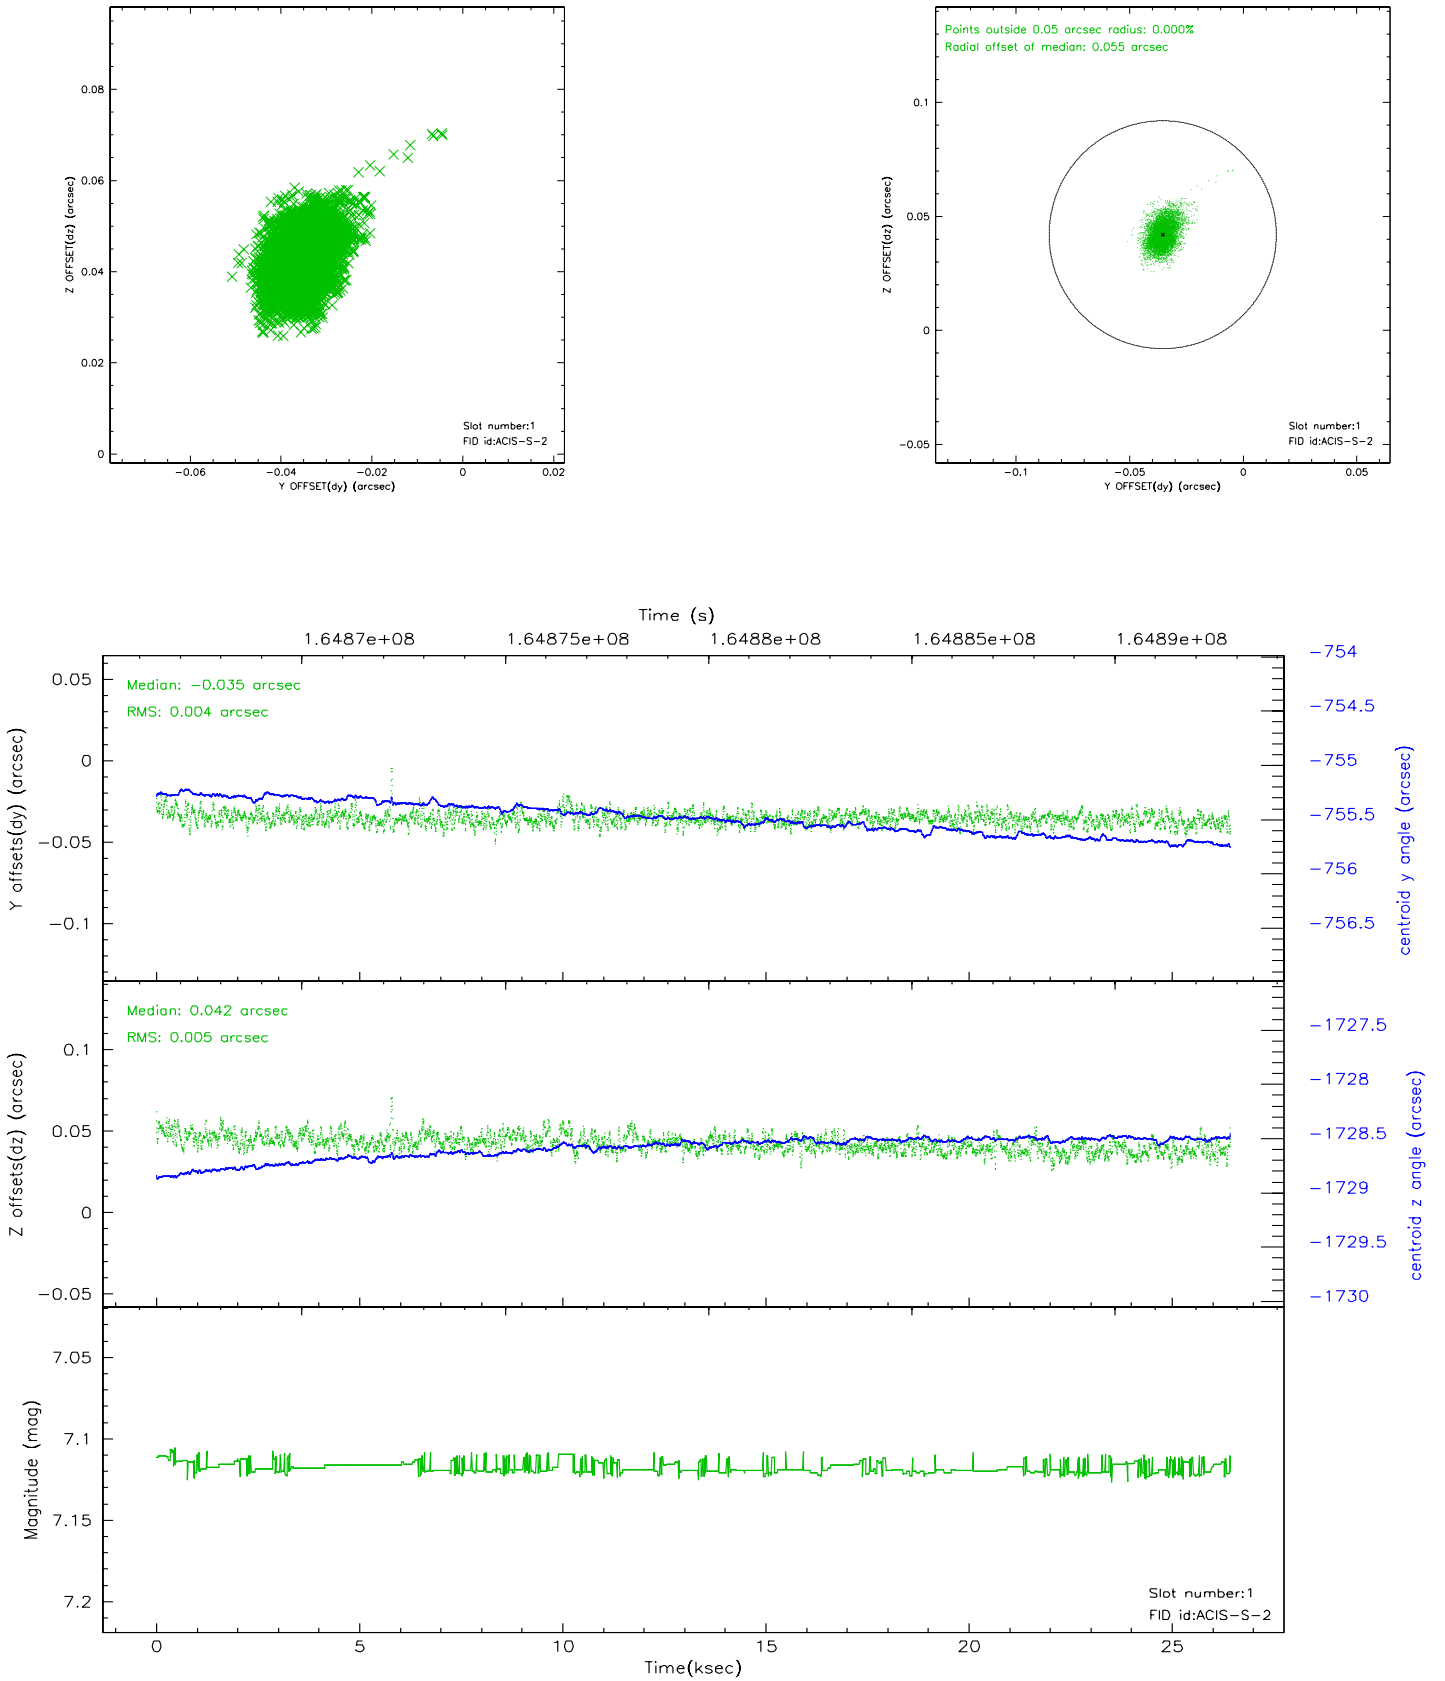 0.08
0.06
0.04
0.02
0
Z OFFSET(dz) (arcsec)
Slot number:1
FID id:ACIS-S-2
-0.06 -0.04 -0.02 0 0.02
Y OFFSET(dy) (arcsec)
Points outside 0.05 arcsec radius: 0.000%
Radial offset of median: 0.055 arcsec
0.1
0.05
0
-0.05
Z OFFSET(dz) (arcsec)
Slot number:1
FID id:ACIS-S-2
-0.1 -0.05 0 0.05
Y OFFSET(dy) (arcsec)
Time (s)
1.6487e+08 1.64875e+08 1.6488e+08 1.64885e+08 1.6489e+08
Median: -0.035 arcsec
RMS: 0.004 arcsec
0.05
0
-0.05
-0.1
Y offsets(dy) (arcsec)
-754
-754.5
-755
-755.5
-756
-756.5
centroid y angle (arcsec)
Median: 0.042 arcsec
RMS: 0.005 arcsec
0.1
0.05
0
-0.05
Z offsets(dz) (arcsec)
-1727.5
-1728
-1728.5
-1729
-1729.5
-1730
centroid z angle (arcsec)
7.05
7.1
7.15
7.2
Magnitude (mag)
Slot number:1
FID id:ACIS-S-2
0 5 10 15 20 25
Time(ksec)